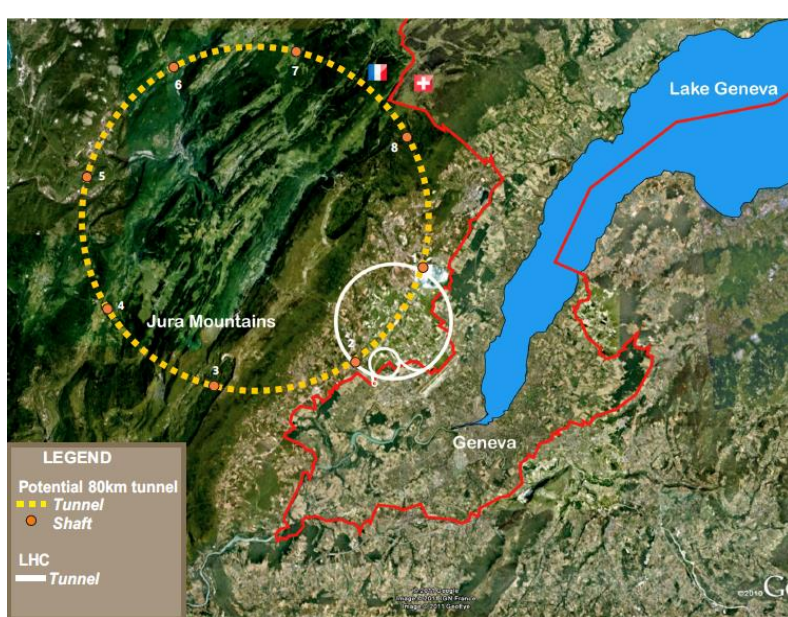 7
6
8
Lake Geneva
5
1
4
Jura Mountains
2
3
Geneva
LEGEND
Potential 80km tunnel
Tunnel
Shaft
LHC
Tunnel
©2010